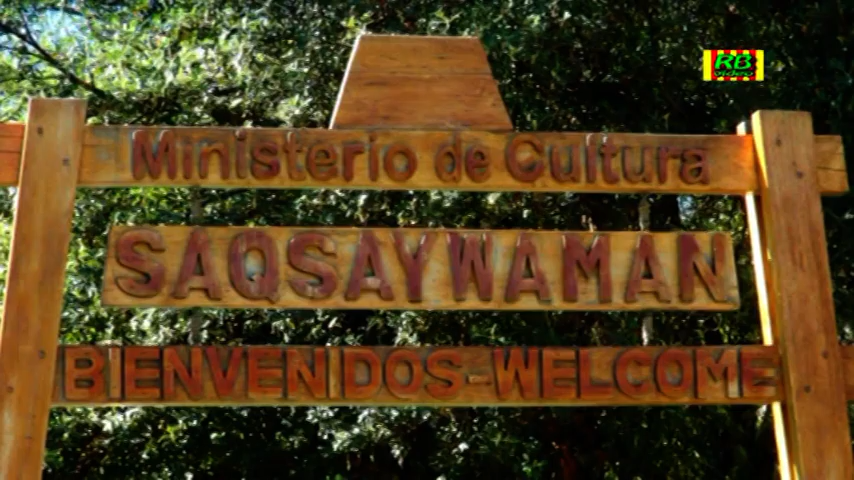 RB
video
Ministerio de Cultura
SAQSAYWAMAN
BIENVENIDOS-WELCOME